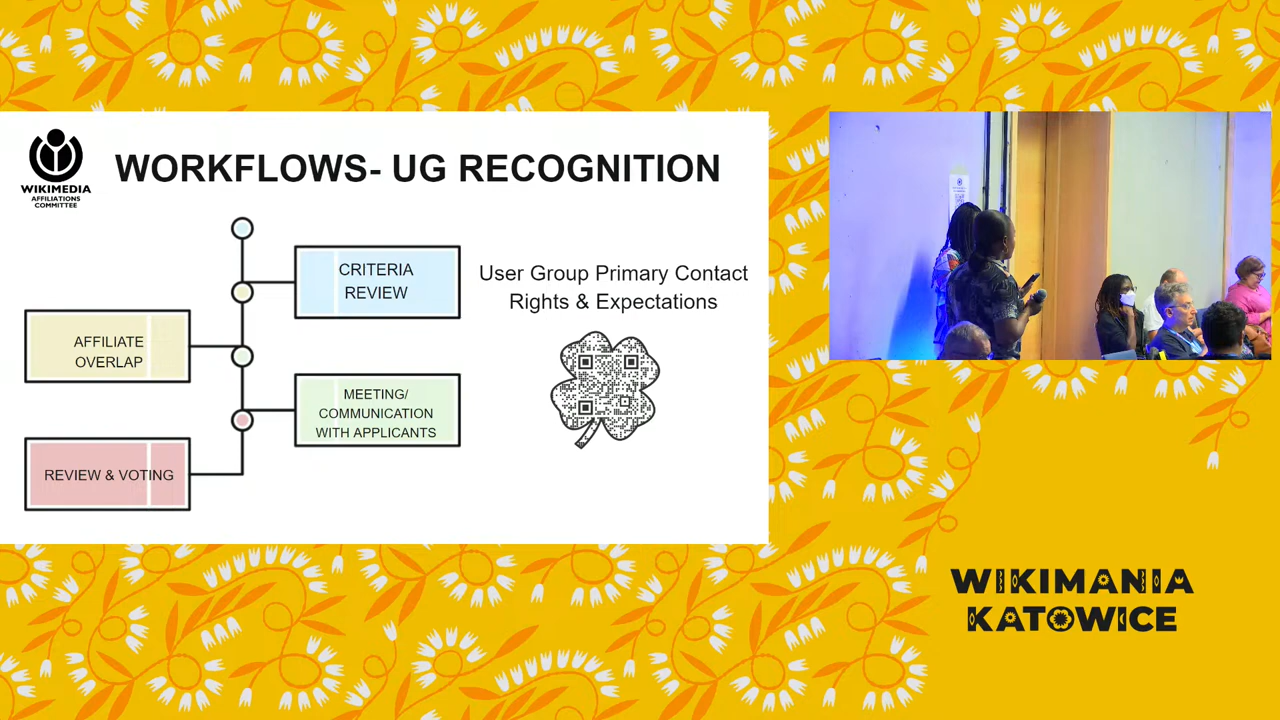 WIKIMEDIA
AFFILIATIONS
COMMITTEE
WORKFLOWS- UG RECOGNITION
CRITERIA
REVIEW
AFFILIATE
OVERLAP
MEETING/
COMMUNICATION
WITH APPLICANTS
REVIEW & VOTING
User Group Primary Contact
Rights & Expectations
WIKIMANIA
KATOWICE